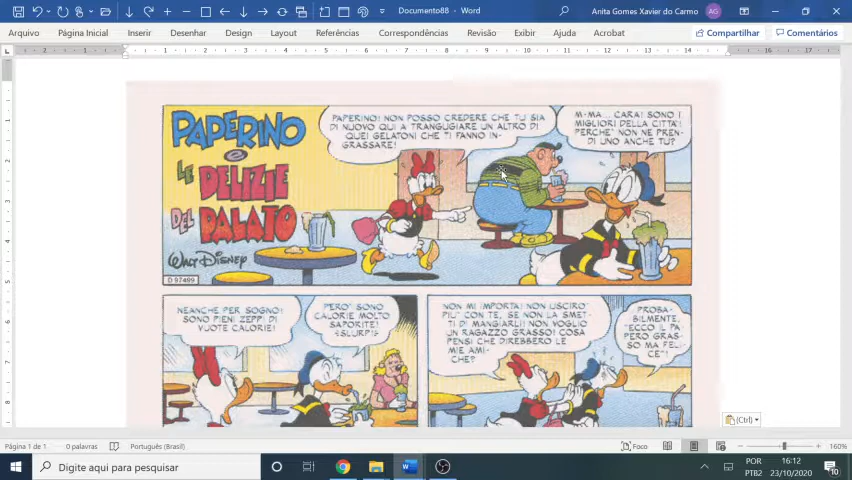 Documento88 - Word
Anita Gomes Xavier do Carmo
AG
Arquivo
Página Inicial
Inserir
Desenhar
Design
Layout
Referências
Correspondências
Revisão
Exibir
Ajuda
Acrobat
Compartilhar
Comentários
PAPERINO
e
LE
DELIZIE
DEL PALATO
WALT DISNEY
D 97499
PAPERINO! NON POSSO CREDERE CHE TU SIA
DI NUOVO QUI A TRANGUGIARE UN ALTRO DI
QUEI GELATONI CHE TI FANNO IN-
GRASSARE!
M-MA... CARA! SONO I
MIGLIORI DELLA CITTÀ!
PERCHÉ NON NE PREN-
DI UNO ANCHE TU?
NEANCHE PER SOGNO!
SONO PIENI ZEPPI DI
VUOTE CALORIE!
PERO' SONO
CALORIE MOLTO
SAPORITE!
*SLURP!*
NON MI IMPORTA! NON USCIRO'
PIU' CON TE, SE NON LA SMET-
TI DI MANGIARLI! NON VOGLIO
UN RAGAZZO GRASSO! COSA
PENSI CHE DIREBBERO LE
MIE AMI-
CHE?
PROBA-
BILMENTE,
"ECCO IL PA
PERO GRAS-
SO MA FELI-
CE"!
(Ctrl)
Página 1 de 1
0 palavras
Português (Brasil)
Foco
160%
Digite aqui para pesquisar
POR
PTB2
16:12
23/10/2020
10